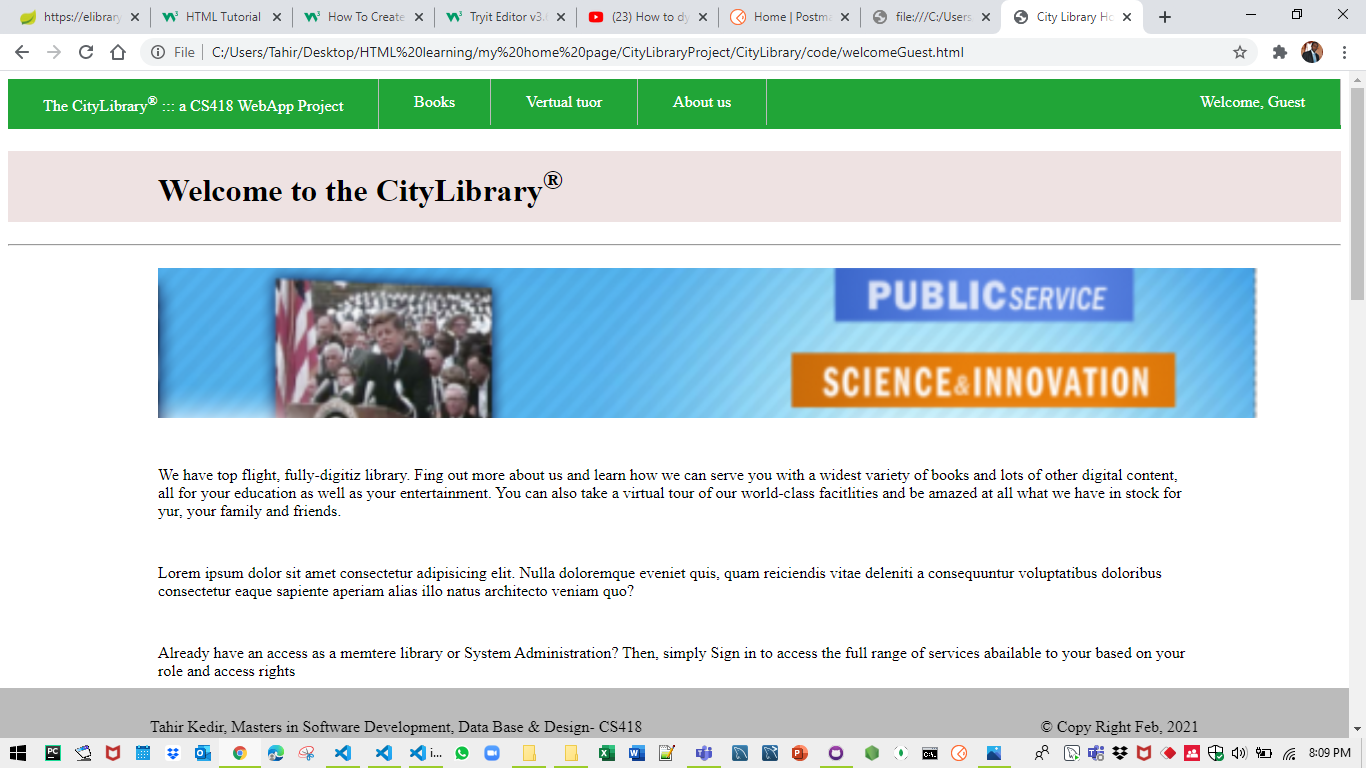 https://elibrary
HTML Tutorial
How To Create
Tryit Editor v3.
(23) How to dy
Home | Postma
file:///C:/Users
City Library Ho
File | C:/Users/Tahir/Desktop/HTML%20learning/my%20home%20page/CityLibraryProject/CityLibrary/code/welcomeGuest.html
The CityLibrary® ::: a CS418 WebApp Project
Books
Vertual tuor
About us
Welcome, Guest
Welcome to the CityLibrary®
PUBLIC SERVICE
SCIENCE & INNOVATION
We have top flight, fully-digitiz library. Fing out more about us and learn how we can serve you with a widest variety of books and lots of other digital content,
all for your education as well as your entertainment. You can also take a virtual tour of our world-class facitlities and be amazed at all what we have in stock for
yur, your family and friends.
Lorem ipsum dolor sit amet consectetur adipisicing elit. Nulla doloremque eveniet quis, quam reiciendis vitae deleniti a consequuntur voluptatibus doloribus
consectetur eaque sapiente aperiam alias illo natus architecto veniam quo?
Already have an access as a memtere library or System Administration? Then, simply Sign in to access the full range of services abailable to your based on your
role and access rights
Tahir Kedir, Masters in Software Development, Data Base & Design- CS418
© Copy Right Feb, 2021
i...
8:09 PM